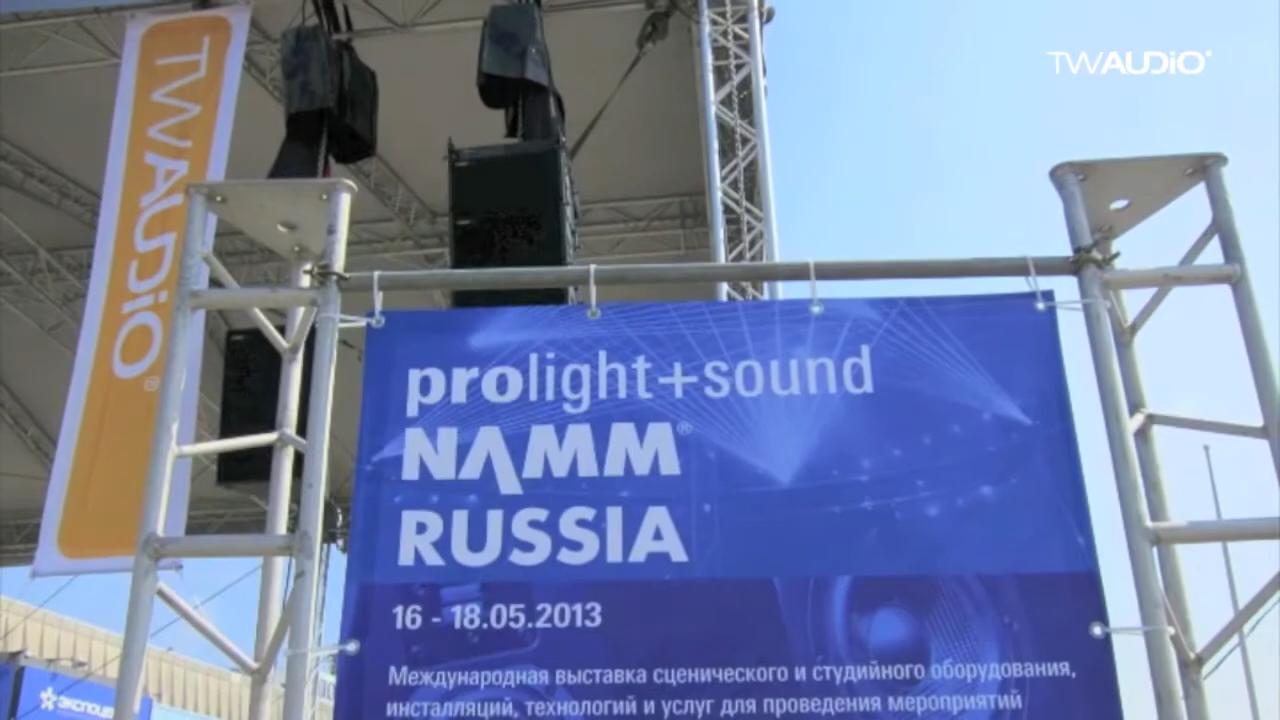 TWAUDiO®
TWAUDiO®
prolight+sound
NAMM®
RUSSIA
16 - 18.05.2013
Международная выставка сценического и студийного оборудования,
инсталляций, технологий и услуг для проведения мероприятий